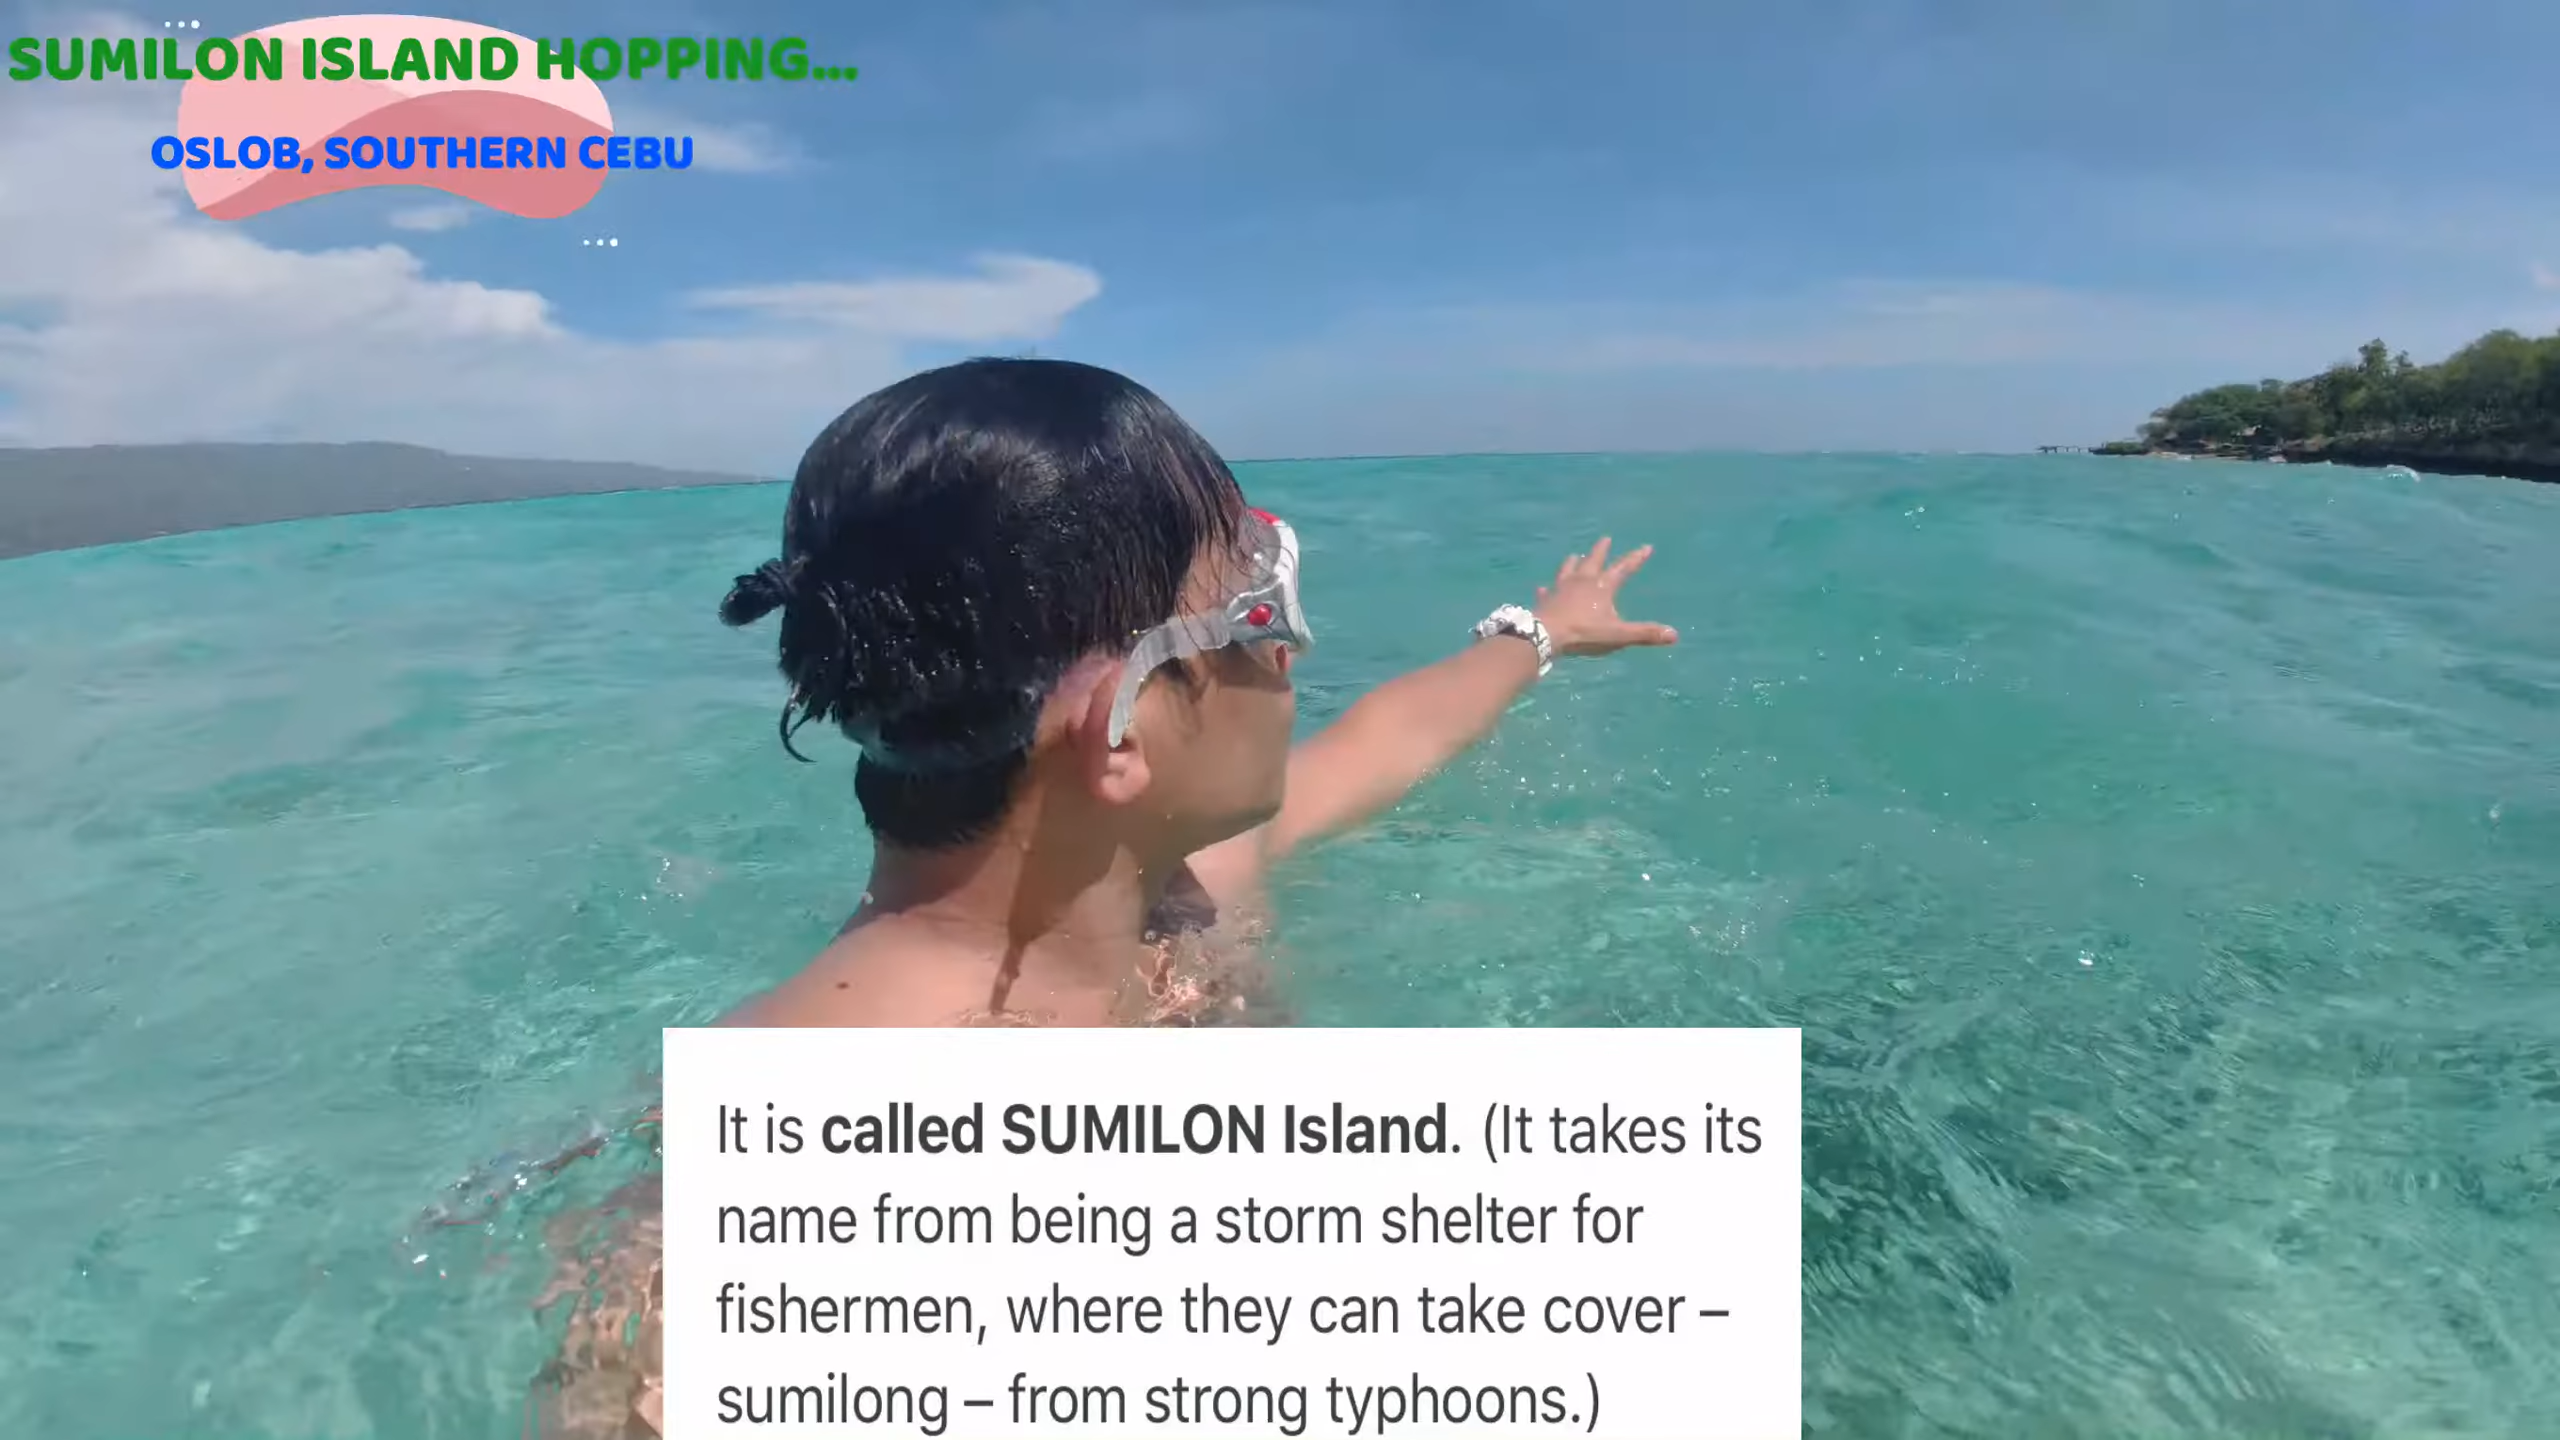 SUMILON ISLAND HOPPING...
OSLOB, SOUTHERN CEBU
It is called SUMILON Island. (It takes its
name from being a storm shelter for
fishermen, where they can take cover –
sumilong – from strong typhoons.)